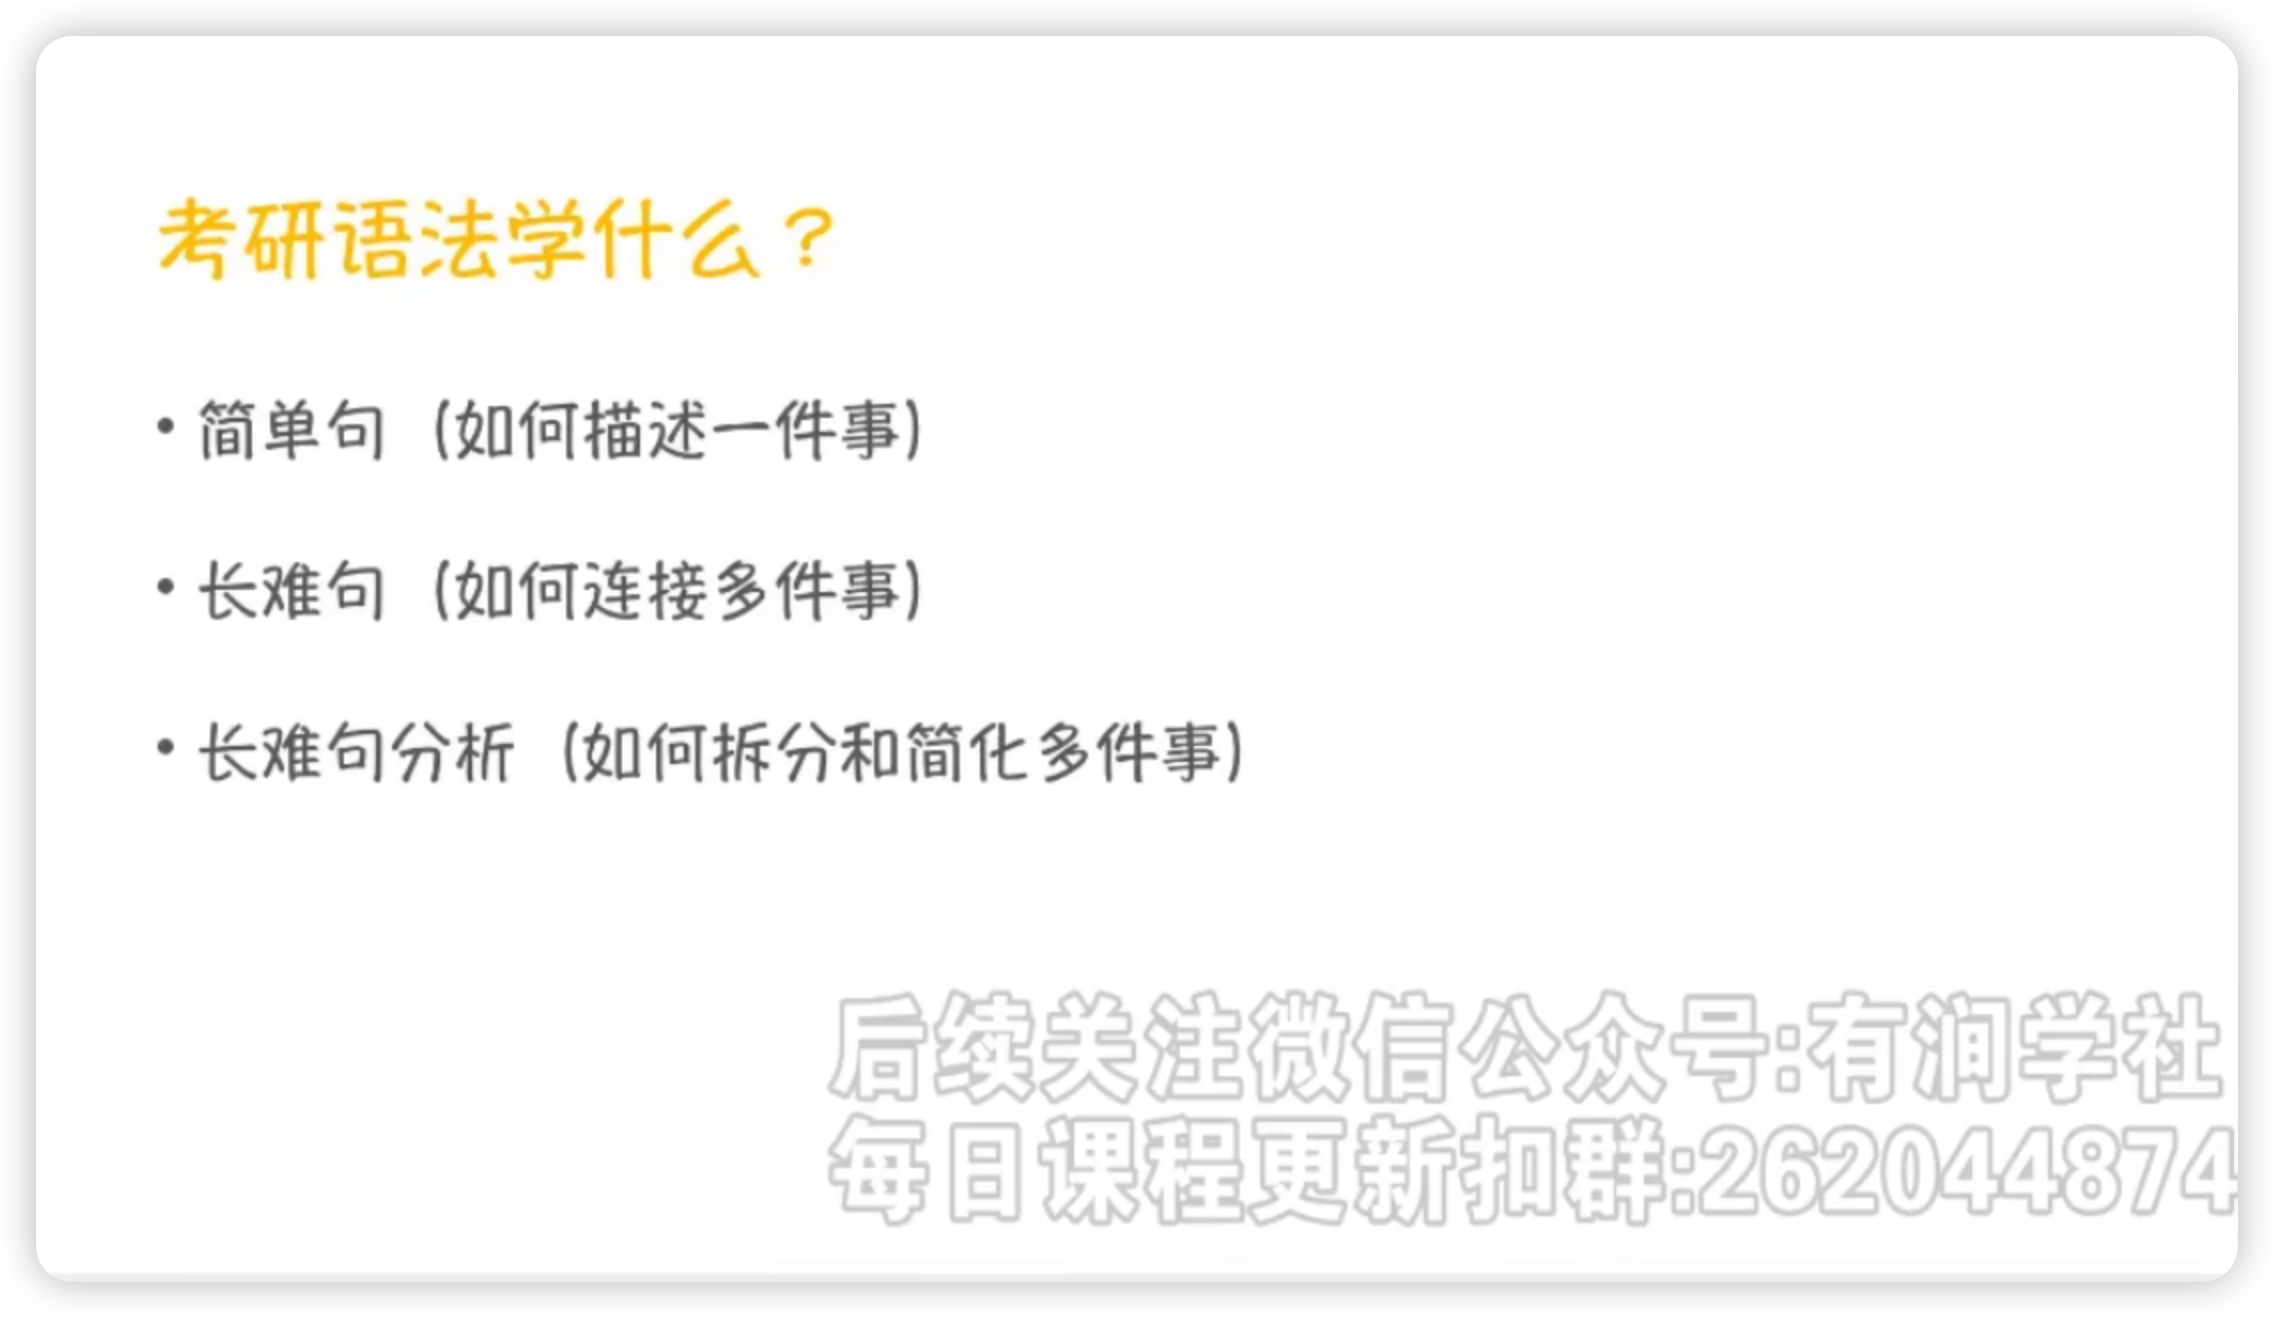 考研语法学什么？
• 简单句（如何描述一件事）
• 长难句（如何连接多件事）
• 长难句分析（如何拆分和简化多件事）
后续关注微信公众号:有润学社
每日课程更新扣群:262044874